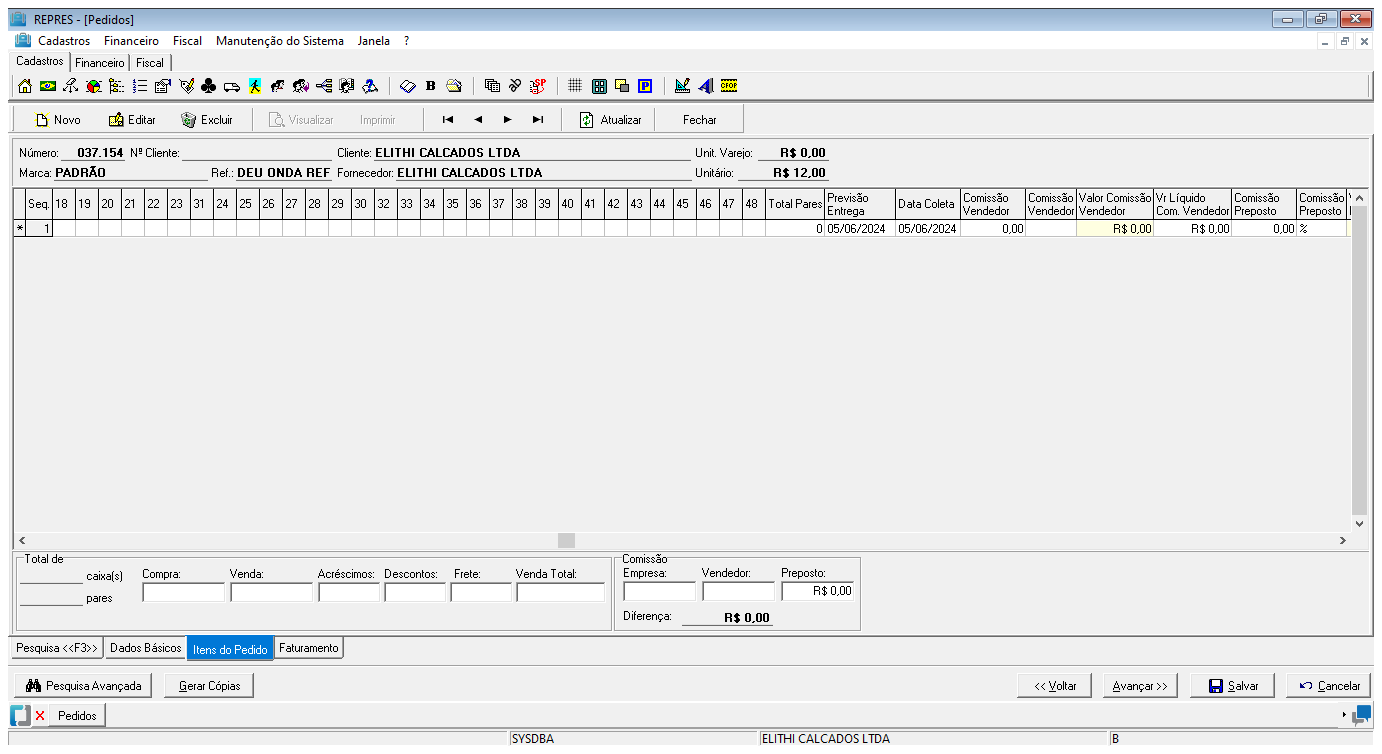 REPRES - [Pedidos]
Cadastros Financeiro Fiscal Manutenção do Sistema Janela ?
Cadastros Financeiro Fiscal
B SP P A CFOP
Novo Editar Excluir Visualizar Imprimir Atualizar Fechar
Número: 037.154 Nº Cliente: Cliente: ELITHI CALCADOS LTDA Unit. Varejo: R$ 0,00
Marca: PADRÃO Ref.: DEU ONDA REF Fornecedor: ELITHI CALCADOS LTDA Unitário: R$ 12,00
Seq. 18 19 20 21 22 23 31 24 25 26 27 28 29 30 32 33 34 35 36 37 38 39 40 41 42 43 44 45 46 47 48 Total Pares Previsão Entrega Data Coleta Comissão Vendedor Comissão Vendedor Valor Comissão Vendedor Vr Líquido Com. Vendedor Comissão Preposto Comissão Preposto
* 1 0 05/06/2024 05/06/2024 0,00 R$ 0,00 R$ 0,00 0,00 %
Total de Comissão
caixa(s) Compra: Venda: Acréscimos: Descontos: Frete: Venda Total: Empresa: Vendedor: Preposto:
pares R$ 0,00
Diferença: R$ 0,00
Pesquisa <<F3>> Dados Básicos Itens do Pedido Faturamento
Pesquisa Avançada Gerar Cópias << Voltar Avançar >> Salvar Cancelar
Pedidos
SYSDBA ELITHI CALCADOS LTDA B